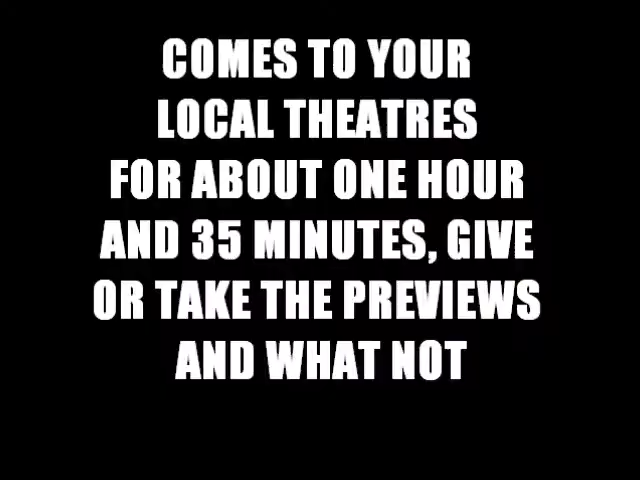 COMES TO YOUR
LOCAL THEATRES
FOR ABOUT ONE HOUR
AND 35 MINUTES, GIVE
OR TAKE THE PREVIEWS
AND WHAT NOT